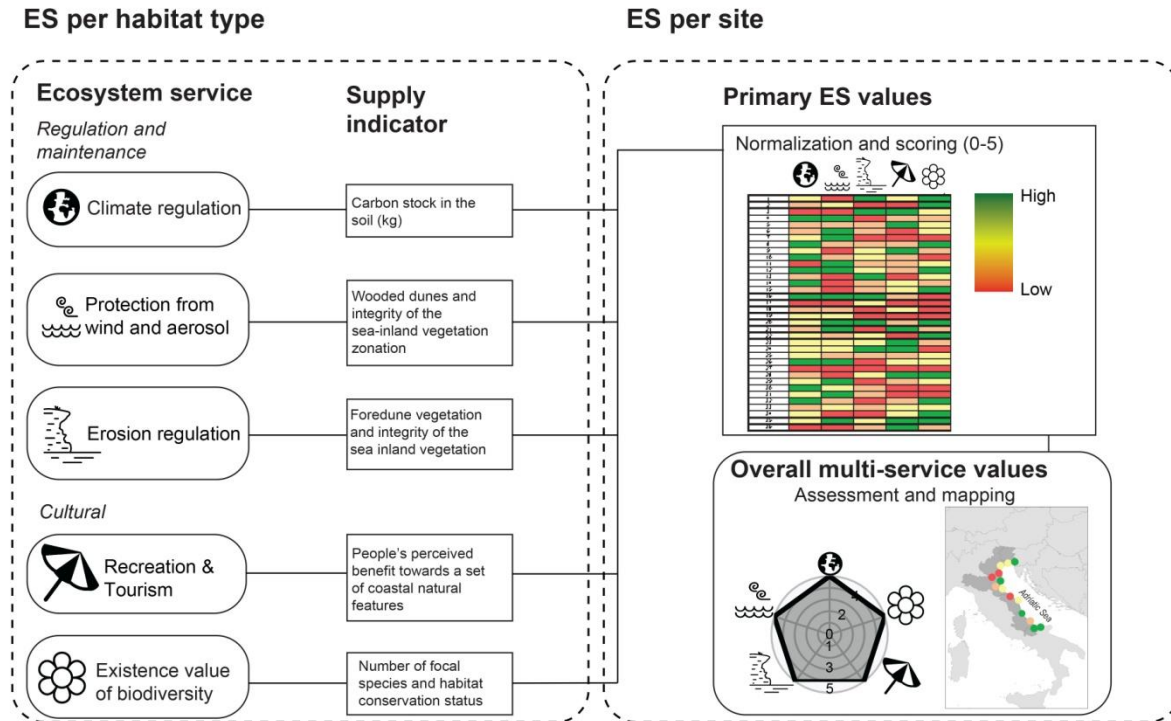 ES per habitat type
ES per site
Ecosystem service
Supply
indicator
Regulation and
maintenance
Climate regulation
Carbon stock in the
soil (kg)
Protection from
wind and aerosol
Wooded dunes and
integrity of the
sea-inland vegetation
zonation
Erosion regulation
Foredune vegetation
and integrity of the
sea inland vegetation
Cultural
Recreation &
Tourism
People's perceived
benefit towards a set
of coastal natural
features
Existence value
of biodiversity
Number of focal
species and habitat
conservation status
Primary ES values
Normalization and scoring (0-5)
High
Low
Overall multi-service values
Assessment and mapping
2
0
1
3
5
Adriatic Sea